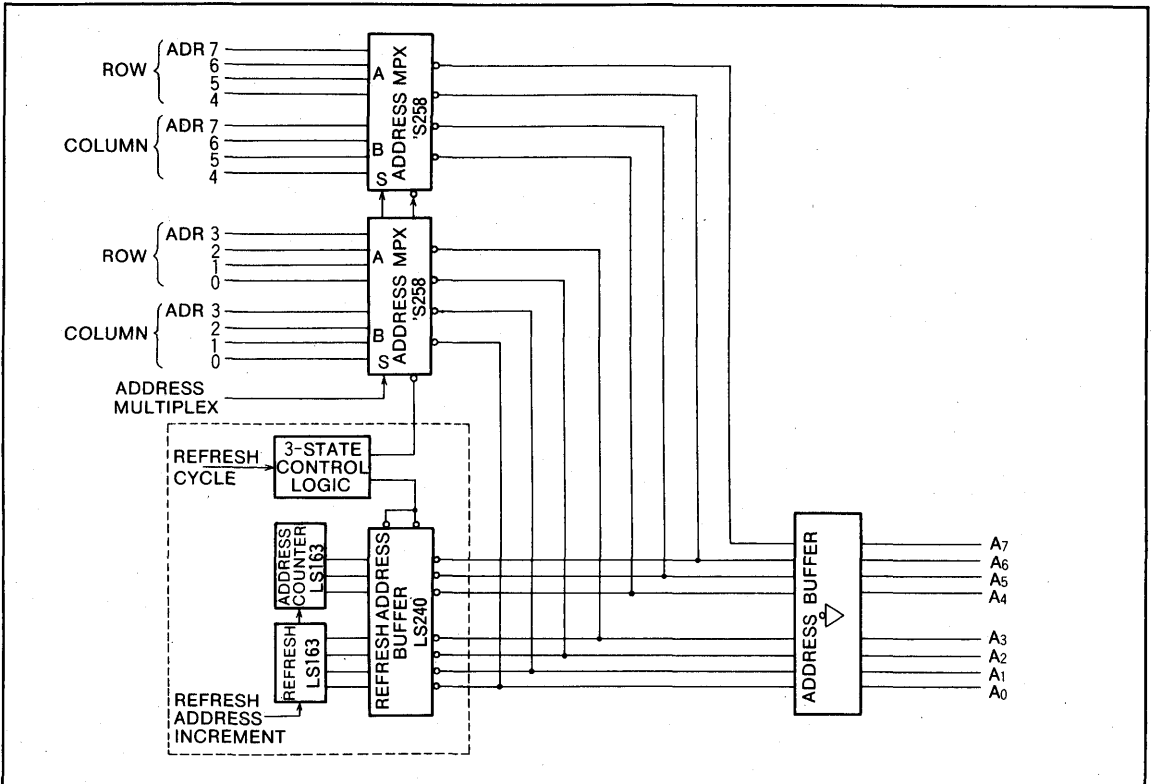 ROW
ADR 7
6
5
4
COLUMN
ADR 7
6
5
4
A
B
S
ADDRESS MPX
'S258
ROW
ADR 3
2
1
0
COLUMN
ADR 3
2
1
0
A
B
S
ADDRESS MPX
'S258
ADDRESS
MULTIPLEX
REFRESH
CYCLE
3-STATE
CONTROL
LOGIC
ADDRESS
COUNTER
LS163
REFRESH
LS163
REFRESH ADDRESS
BUFFER
LS240
REFRESH
ADDRESS
INCREMENT
ADDRESS BUFFER
A7
A6
A5
A4
A3
A2
A1
A0